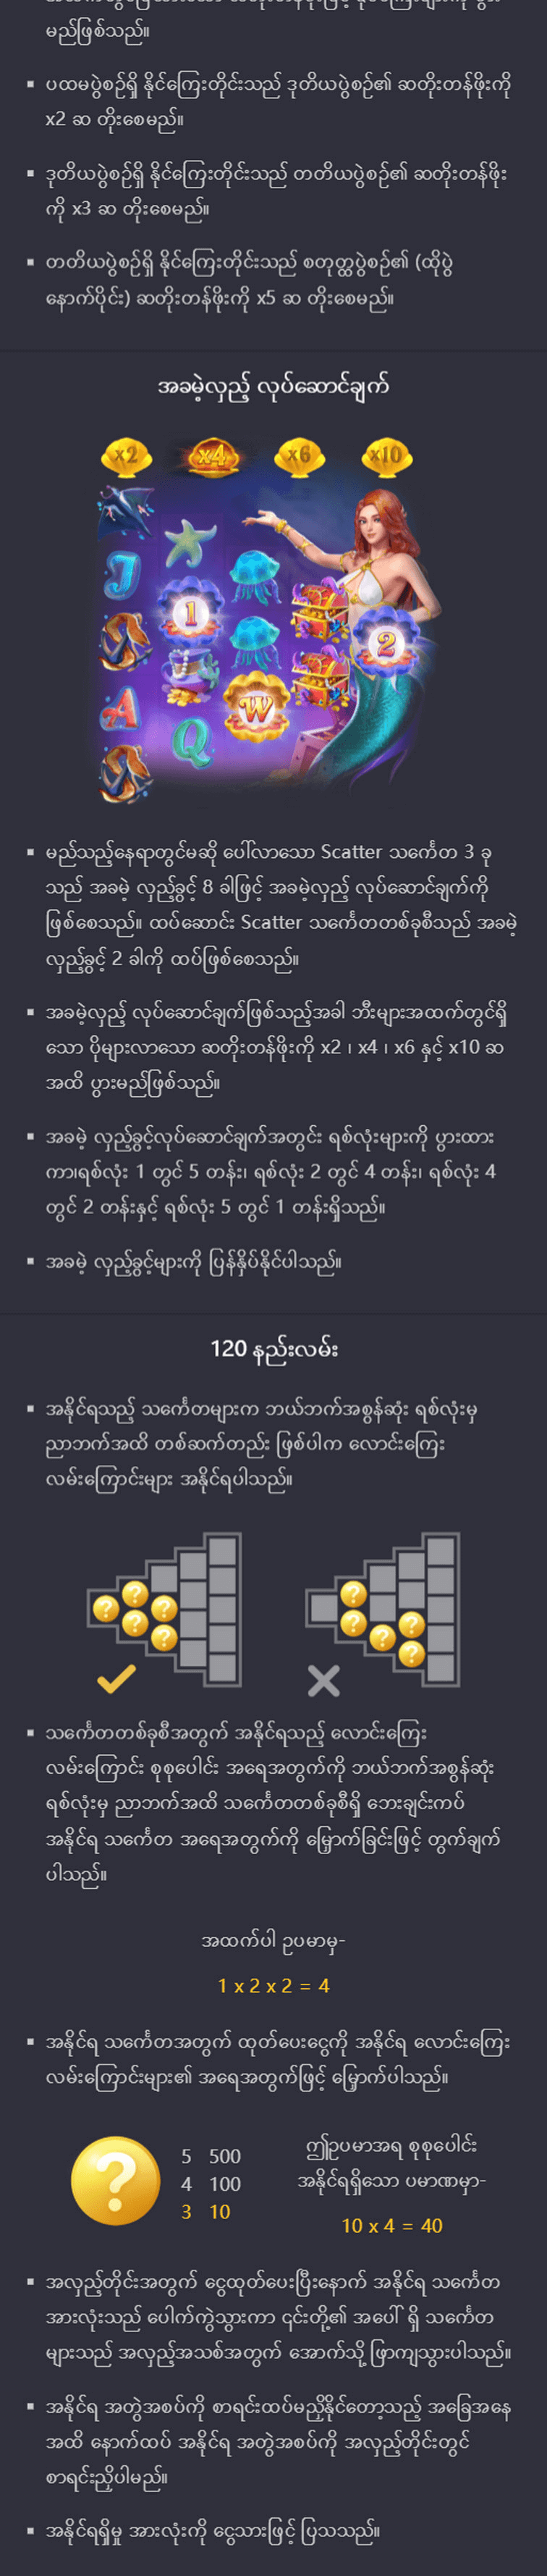 မည်ဖြစ်သည်။
▪ ပထမပွဲစဉ်ရှိ နိုင်ကြေးတိုင်းသည် ဒုတိယပွဲစဉ်၏ ဆတိုးတန်ဖိုးကို
x2 ဆ တိုးစေမည်။
▪ ဒုတိယပွဲစဉ်ရှိ နိုင်ကြေးတိုင်းသည် တတိယပွဲစဉ်၏ ဆတိုးတန်ဖိုး
ကို x3 ဆ တိုးစေမည်။
▪ တတိယပွဲစဉ်ရှိ နိုင်ကြေးတိုင်းသည် စတုတ္ထပွဲစဉ်၏ (ထိုပွဲ
နောက်ပိုင်း) ဆတိုးတန်ဖိုးကို x5 ဆ တိုးစေမည်။
အခမဲ့လှည့် လုပ်ဆောင်ချက်
x2 x4 x6 x10
J
1
2
A
W
Q
▪ မည်သည့်နေရာတွင်မဆို ပေါ်လာသော Scatter သင်္ကေတ 3 ခု
သည် အခမဲ့ လှည့်ခွင့် 8 ခါဖြင့် အခမဲ့လှည့် လုပ်ဆောင်ချက်ကို
ဖြစ်စေသည်။ ထပ်ဆောင်း Scatter သင်္ကေတတစ်ခုစီသည် အခမဲ့
လှည့်ခွင့် 2 ခါကို ထပ်ဖြစ်စေသည်။
▪ အခမဲ့လှည့် လုပ်ဆောင်ချက်ဖြစ်သည့်အခါ ဘီးများအထက်တွင်ရှိ
သော ပိုများလာသော ဆတိုးတန်ဖိုးကို x2 ၊ x4 ၊ x6 နှင့် x10 ဆ
အထိ ပွားမည်ဖြစ်သည်။
▪ အခမဲ့ လှည့်ခွင့်လုပ်ဆောင်ချက်အတွင်း ရစ်လုံးများကို ပွားထား
ကာ၊ရစ်လုံး 1 တွင် 5 တန်း၊ ရစ်လုံး 2 တွင် 4 တန်း၊ ရစ်လုံး 4
တွင် 2 တန်းနှင့် ရစ်လုံး 5 တွင် 1 တန်းရှိသည်။
▪ အခမဲ့ လှည့်ခွင့်များကို ပြန်နှိပ်နိုင်ပါသည်။
120 နည်းလမ်း
▪ အနိုင်ရသည့် သင်္ကေတများက ဘယ်ဘက်အစွန်ဆုံး ရစ်လုံးမှ
ညာဘက်အထိ တစ်ဆက်တည်း ဖြစ်ပါက လောင်းကြေး
လမ်းကြောင်းများ အနိုင်ရပါသည်။
? ? ? ? ? ? ? ? ? ?
▪ သင်္ကေတတစ်ခုစီအတွက် အနိုင်ရသည့် လောင်းကြေး
လမ်းကြောင်း စုစုပေါင်း အရေအတွက်ကို ဘယ်ဘက်အစွန်ဆုံး
ရစ်လုံးမှ ညာဘက်အထိ သင်္ကေတတစ်ခုစီရှိ ဘေးချင်းကပ်
အနိုင်ရ သင်္ကေတ အရေအတွက်ကို မြှောက်ခြင်းဖြင့် တွက်ချက်
ပါသည်။
အထက်ပါ ဥပမာမှ-
1 x 2 x 2 = 4
▪ အနိုင်ရ သင်္ကေတအတွက် ထုတ်ပေးငွေကို အနိုင်ရ လောင်းကြေး
လမ်းကြောင်းများ၏ အရေအတွက်ဖြင့် မြှောက်ပါသည်။
?
5 500
4 100
3 10
ဤဥပမာအရ စုစုပေါင်း
အနိုင်ရရှိသော ပမာဏမှာ-
10 x 4 = 40
▪ အလှည့်တိုင်းအတွက် ငွေထုတ်ပေးပြီးနောက် အနိုင်ရ သင်္ကေတ
အားလုံးသည် ပေါက်ကွဲသွားကာ ၎င်းတို့၏ အပေါ် ရှိ သင်္ကေတ
များသည် အလှည့်အသစ်အတွက် အောက်သို့ ဖြာကျသွားပါသည်။
▪ အနိုင်ရ အတွဲအစပ်ကို စာရင်းထပ်မညှိနိုင်တော့သည့် အခြေအနေ
အထိ နောက်ထပ် အနိုင်ရ အတွဲအစပ်ကို အလှည့်တိုင်းတွင်
စာရင်းညှိပါမည်။
▪ အနိုင်ရရှိမှု အားလုံးကို ငွေသားဖြင့် ပြသသည်။